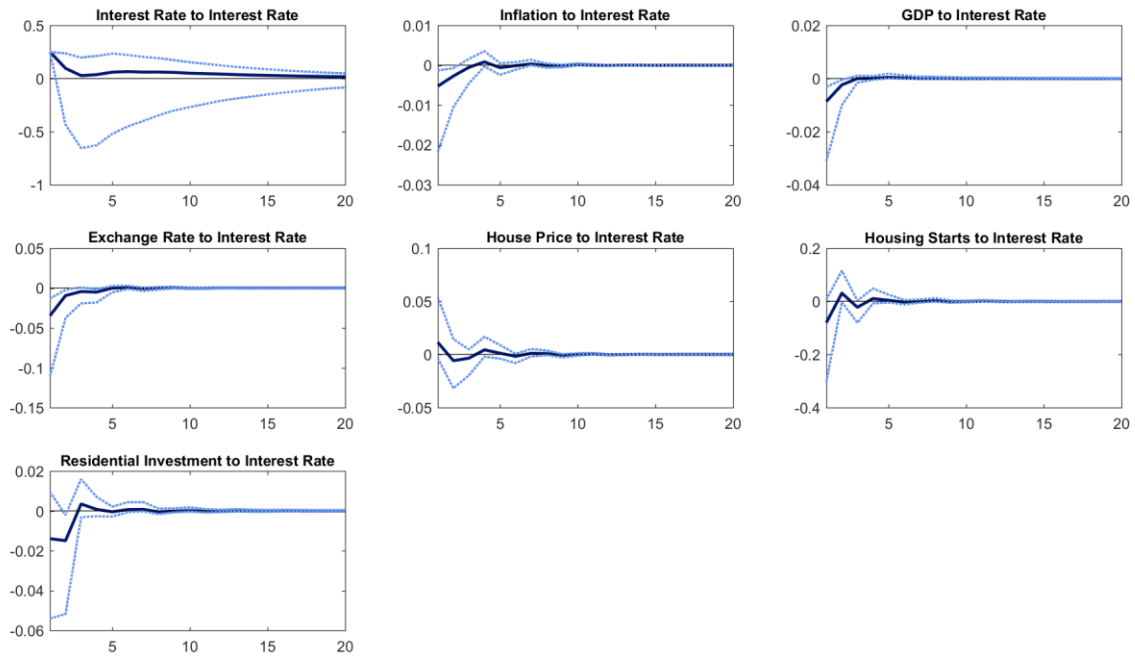 Interest Rate to Interest Rate
0.5
0
-0.5
-1
5 10 15 20
Inflation to Interest Rate
0.01
0
-0.01
-0.02
-0.03
5 10 15 20
GDP to Interest Rate
0.02
0
-0.02
-0.04
5 10 15 20
Exchange Rate to Interest Rate
0.05
0
-0.05
-0.1
-0.15
5 10 15 20
House Price to Interest Rate
0.1
0.05
0
-0.05
5 10 15 20
Housing Starts to Interest Rate
0.2
0
-0.2
-0.4
5 10 15 20
Residential Investment to Interest Rate
0.02
0
-0.02
-0.04
-0.06
5 10 15 20